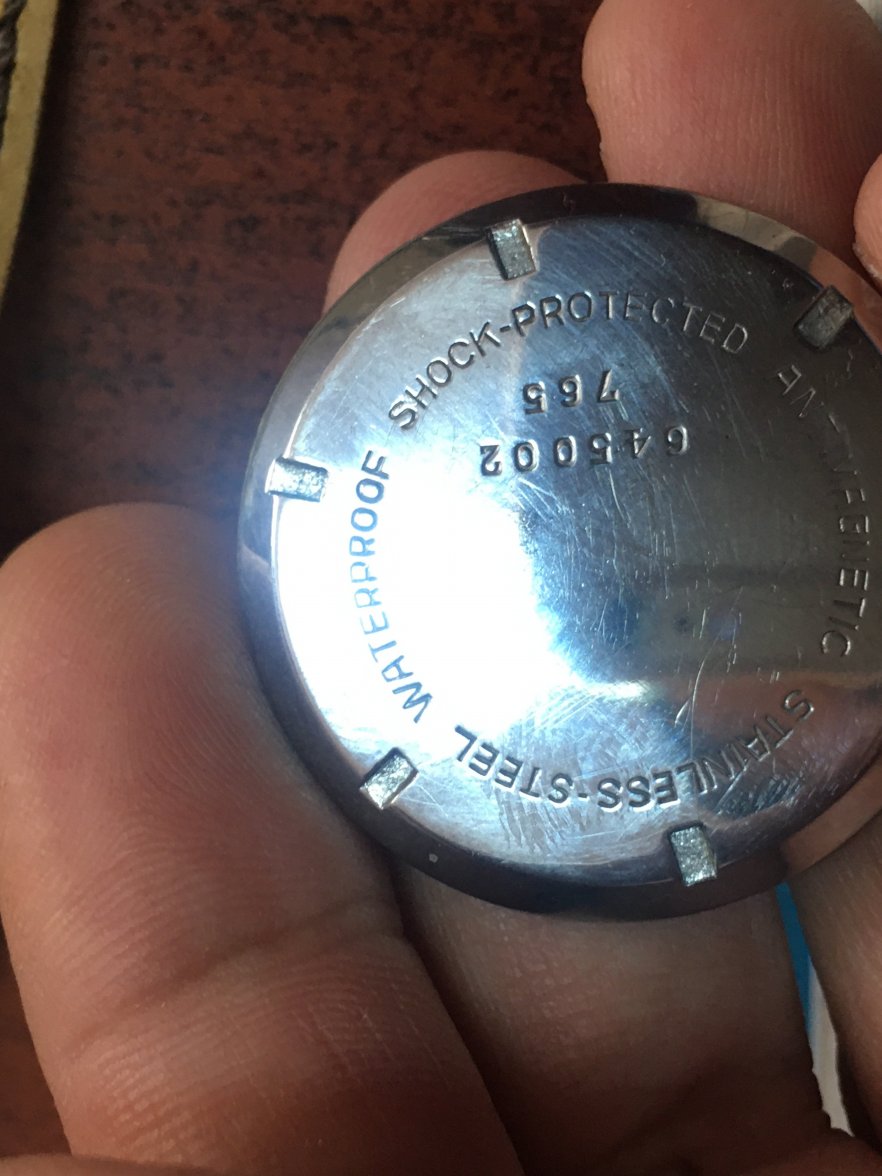 SHOCK-PROTECTED
WATERPROOF
STAINLESS-STEEL
645002
765